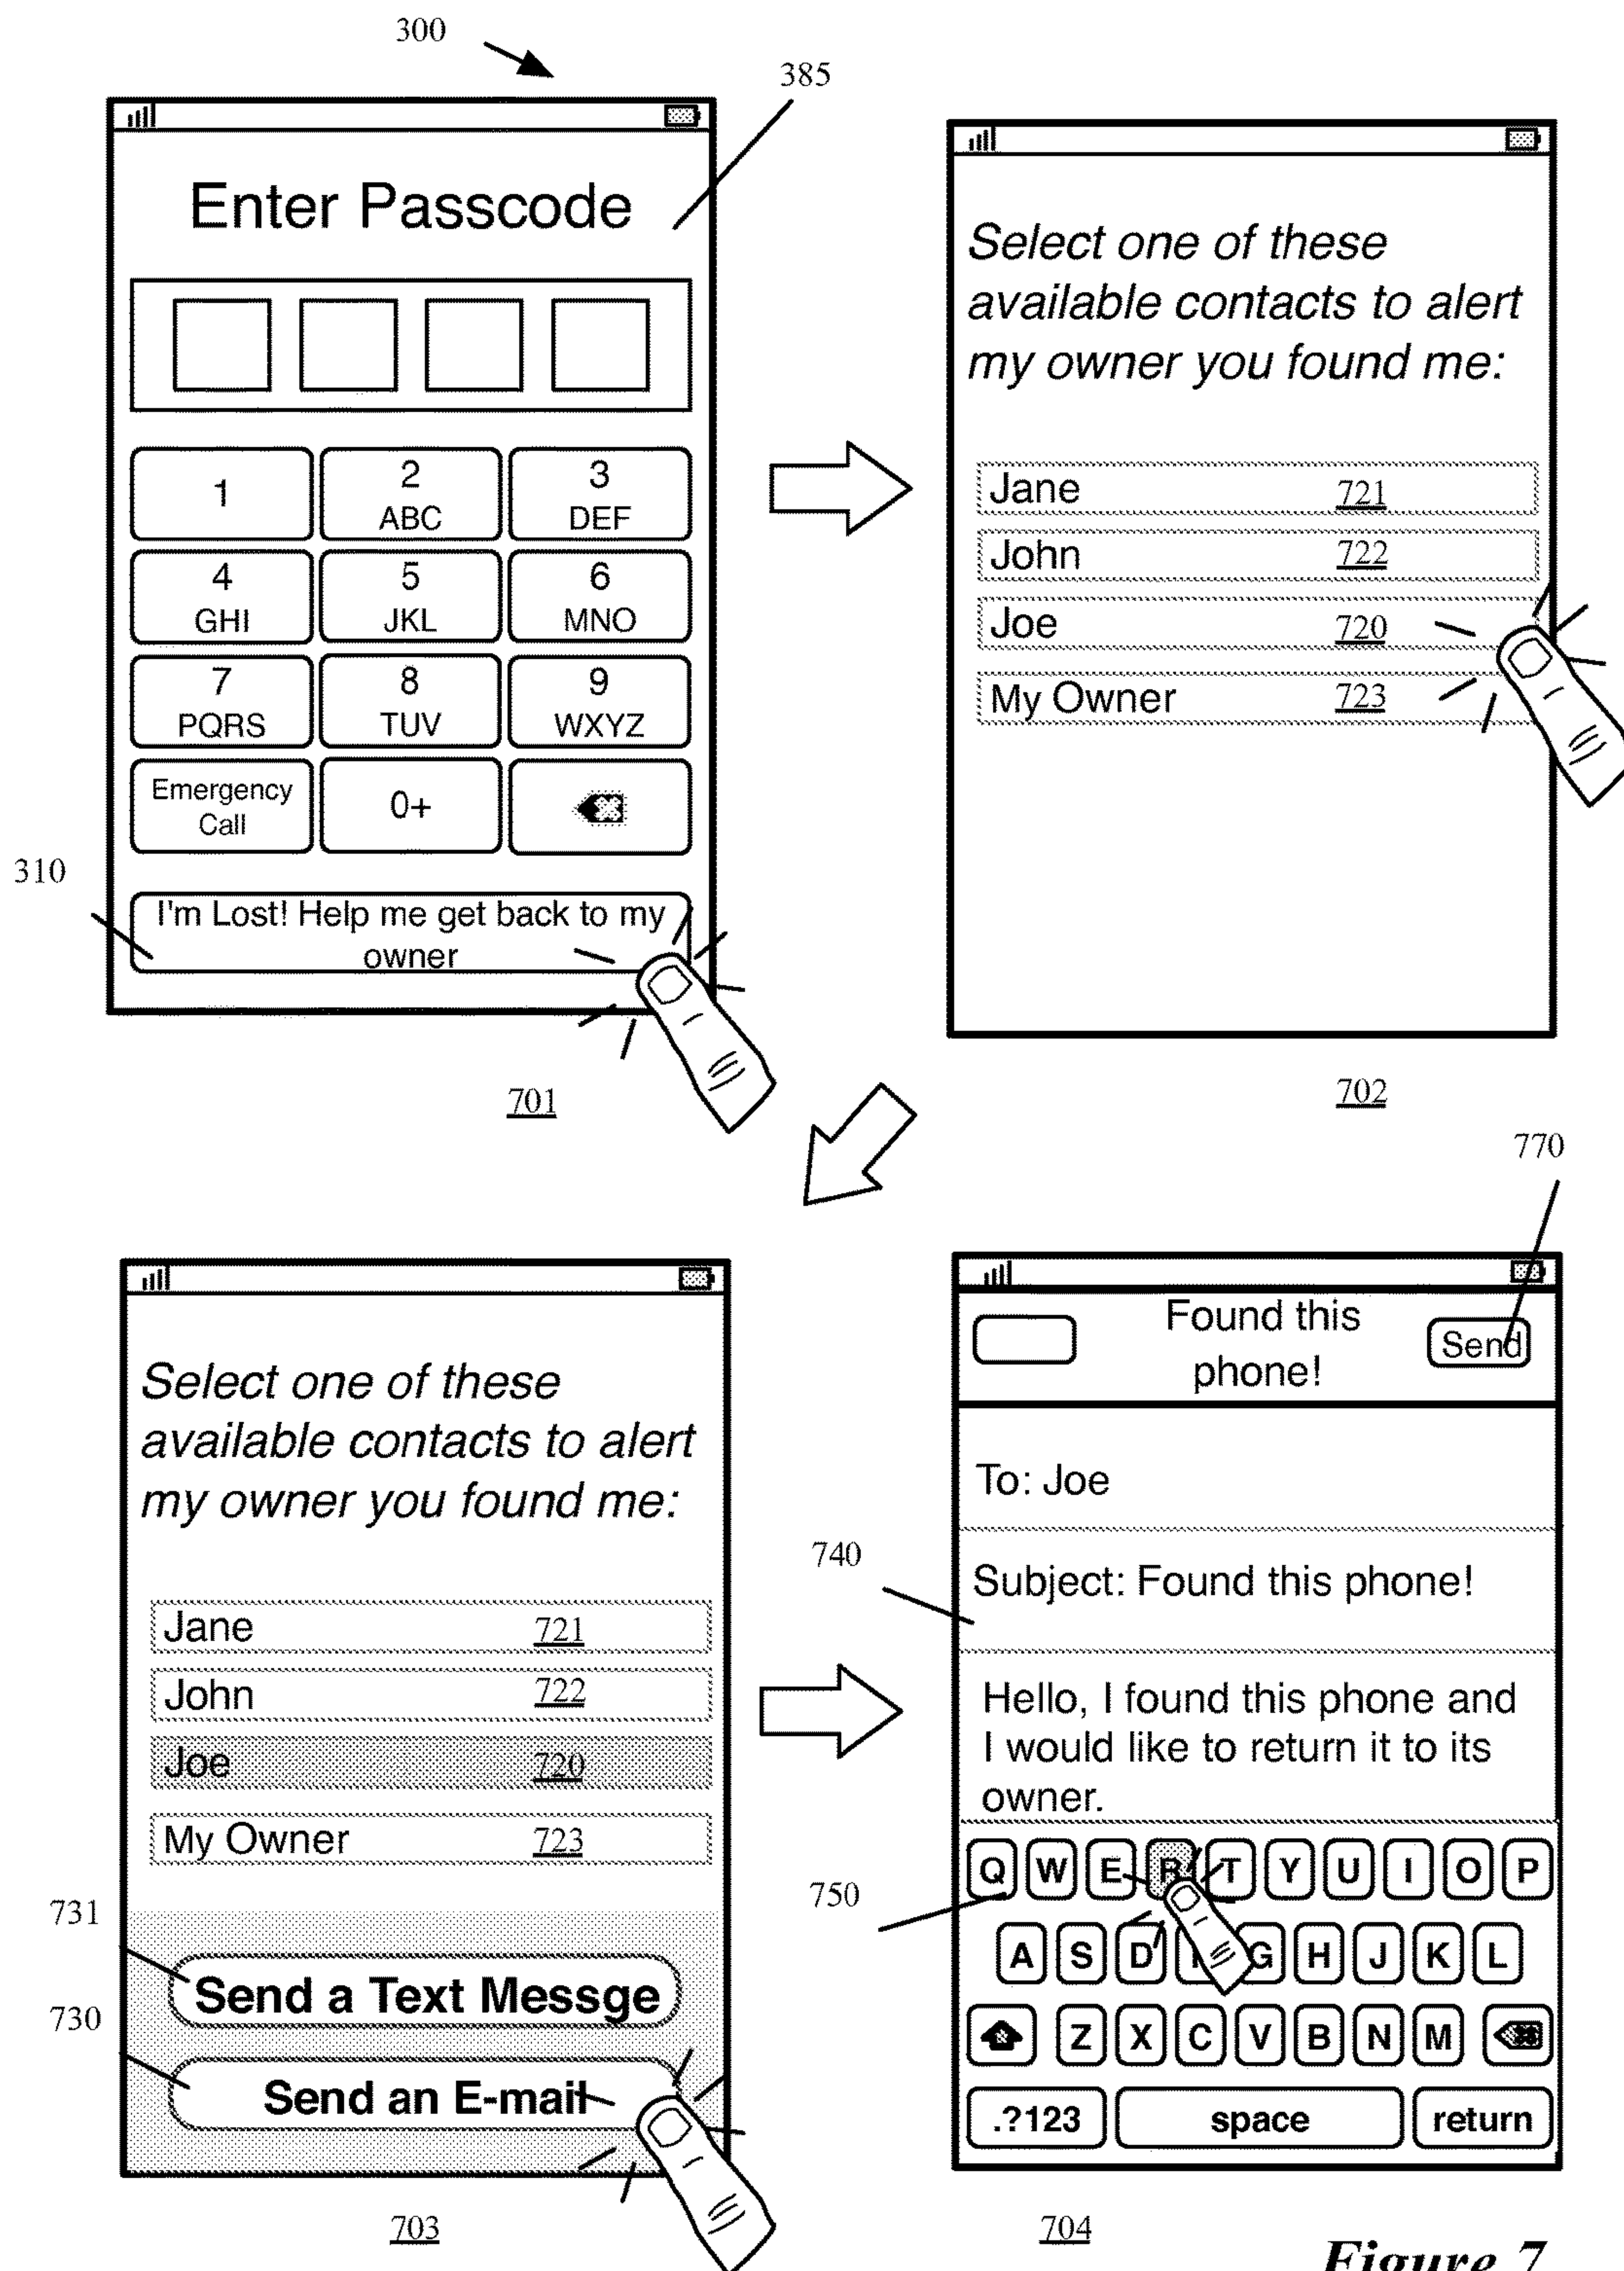 300
385
Enter Passcode
1
2
ABC
3
DEF
4
GHI
5
JKL
6
MNO
7
PQRS
8
TUV
9
WXYZ
Emergency
Call
0+
310
I'm Lost! Help me get back to my
owner
701
Select one of these
available contacts to alert
my owner you found me:
Jane 721
John 722
Joe 720
My Owner 723
702
Select one of these
available contacts to alert
my owner you found me:
Jane 721
John 722
Joe 720
My Owner 723
731
Send a Text Messge
730
Send an E-mail
703
770
Found this
phone!
Send
To: Joe
740
Subject: Found this phone!
Hello, I found this phone and
I would like to return it to its
owner.
750
Q W E R T Y U I O P
A S D G H J K L
Z X C V B N M
.?123 space return
704
Figure 7